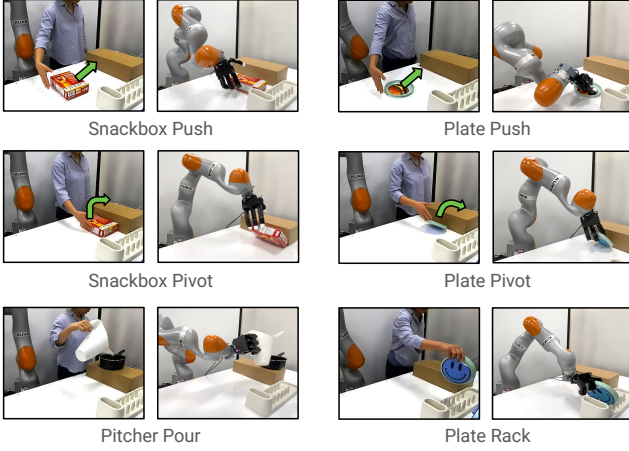 Snackbox Push
Plate Push
Snackbox Pivot
Plate Pivot
Pitcher Pour
Plate Rack